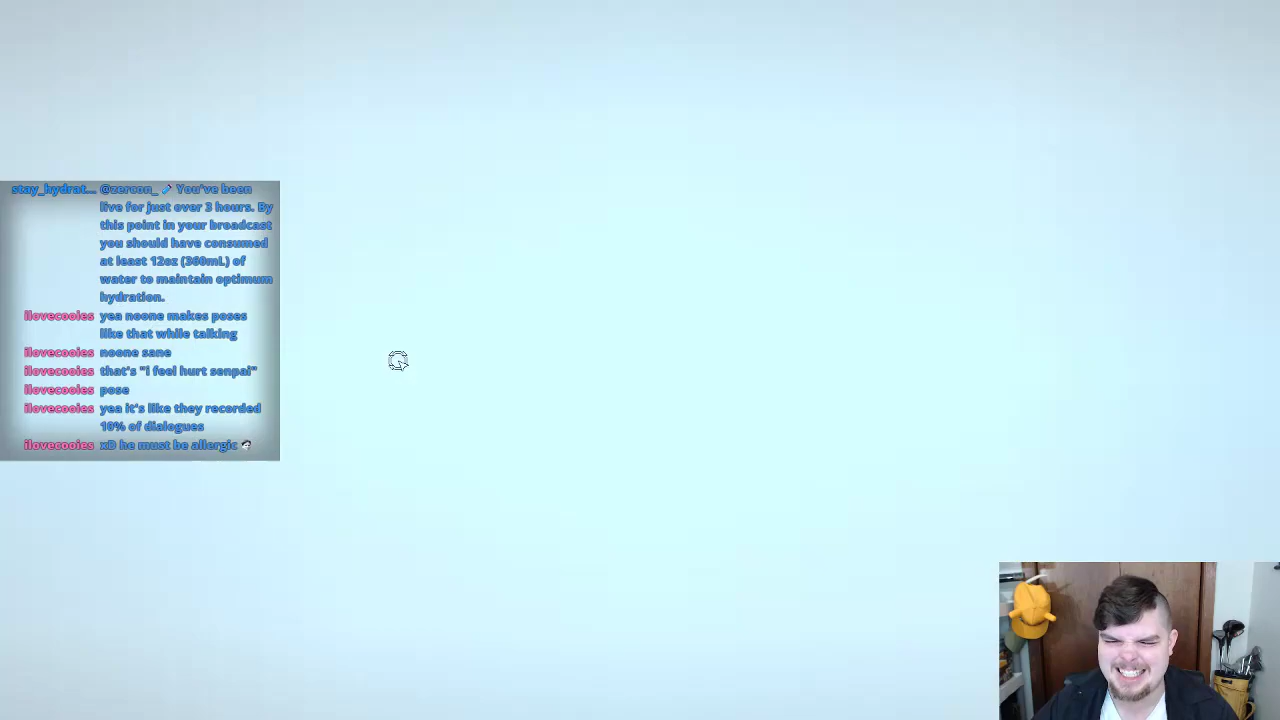 stay_hydrat... @zeroon_ You've been
live for just over 3 hours. By
this point in your broadcast
you should have consumed
at least 12oz (360mL) of
water to maintain optimum
hydration.
ilovecooies yea noone makes poses
like that while talking
ilovecooies noone sane
ilovecooies that's "i feel hurt senpai"
ilovecooies pose
ilovecooies yea it's like they recorded
10% of dialogues
ilovecooies xD he must be allergic